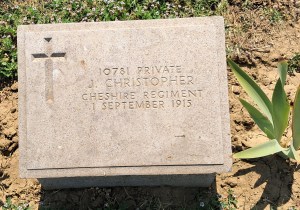 10781 PRIVATE
J. CHRISTOPHER
CHESHIRE REGIMENT
1 SEPTEMBER 1915